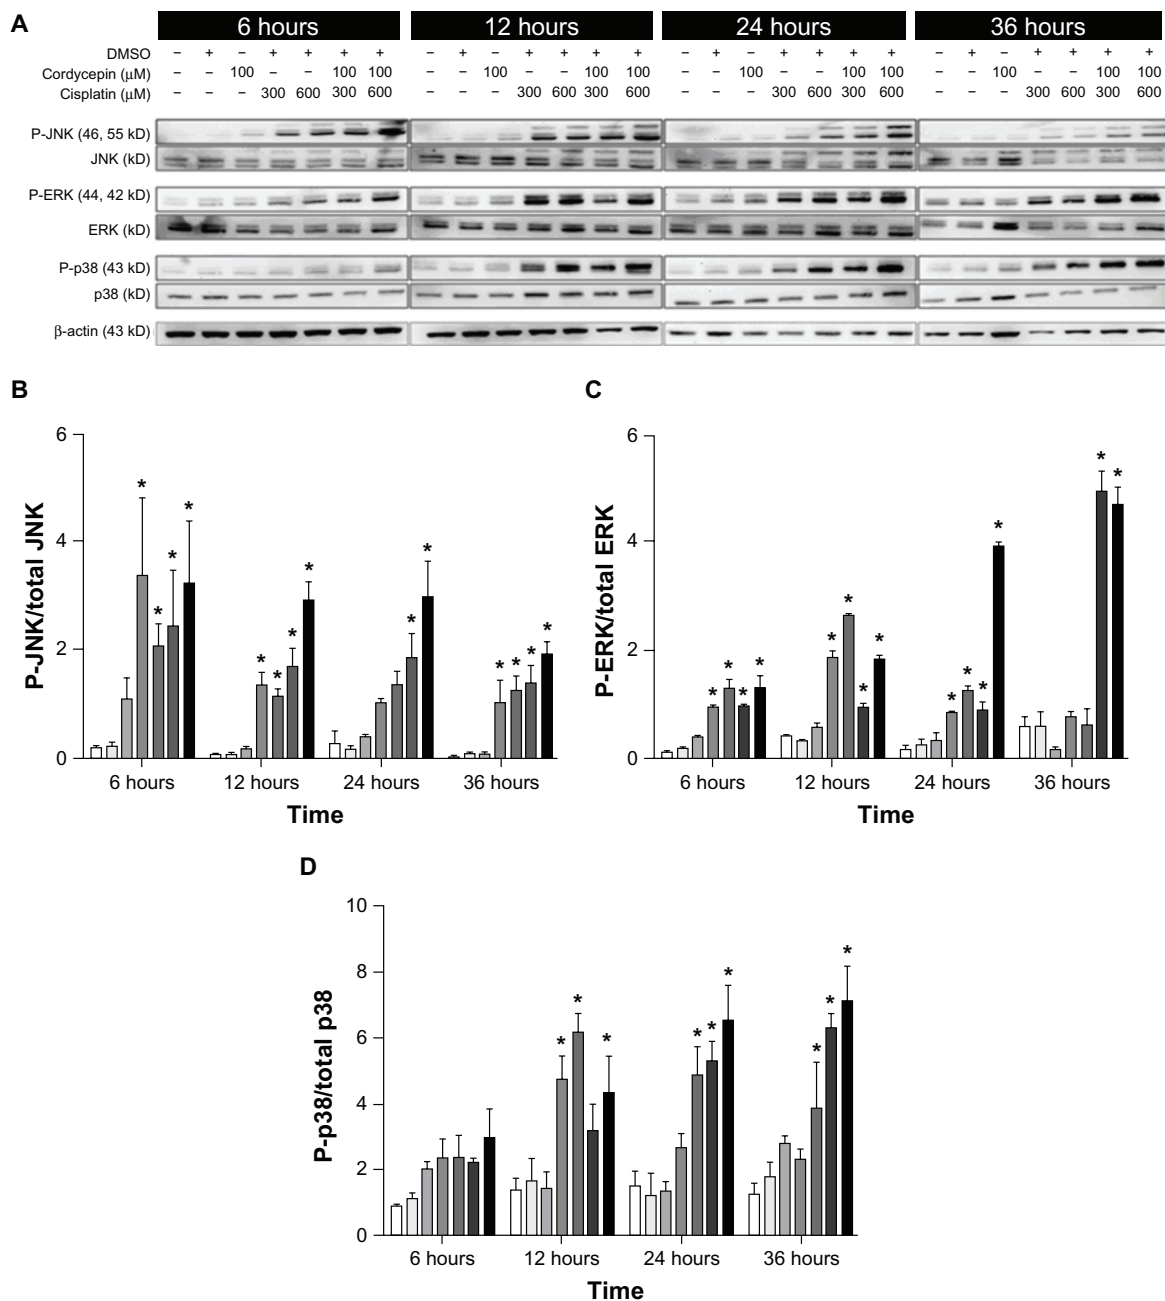 A
6 hours 12 hours 24 hours 36 hours
DMSO – + – + + + + – + – + + + + – + – + + + + – + – + + + +
Cordycepin (μM) – – 100 – – 100 100 – – 100 – – 100 100 – – 100 – – 100 100 – – 100 – – 100 100
Cisplatin (μM) – – – 300 600 300 600 – – – 300 600 300 600 – – – 300 600 300 600 – – – 300 600 300 600
P-JNK (46, 55 kD)
JNK (kD)
P-ERK (44, 42 kD)
ERK (kD)
P-p38 (43 kD)
p38 (kD)
β-actin (43 kD)
B
P-JNK/total JNK
6
4
2
0
* * * * * * * * * * * * * *
6 hours 12 hours 24 hours 36 hours
Time
C
P-ERK/total ERK
6
4
2
0
* * * * * * * * * * * * * *
6 hours 12 hours 24 hours 36 hours
Time
D
P-p38/total p38
10
8
6
4
2
0
* * * * * * * * *
6 hours 12 hours 24 hours 36 hours
Time